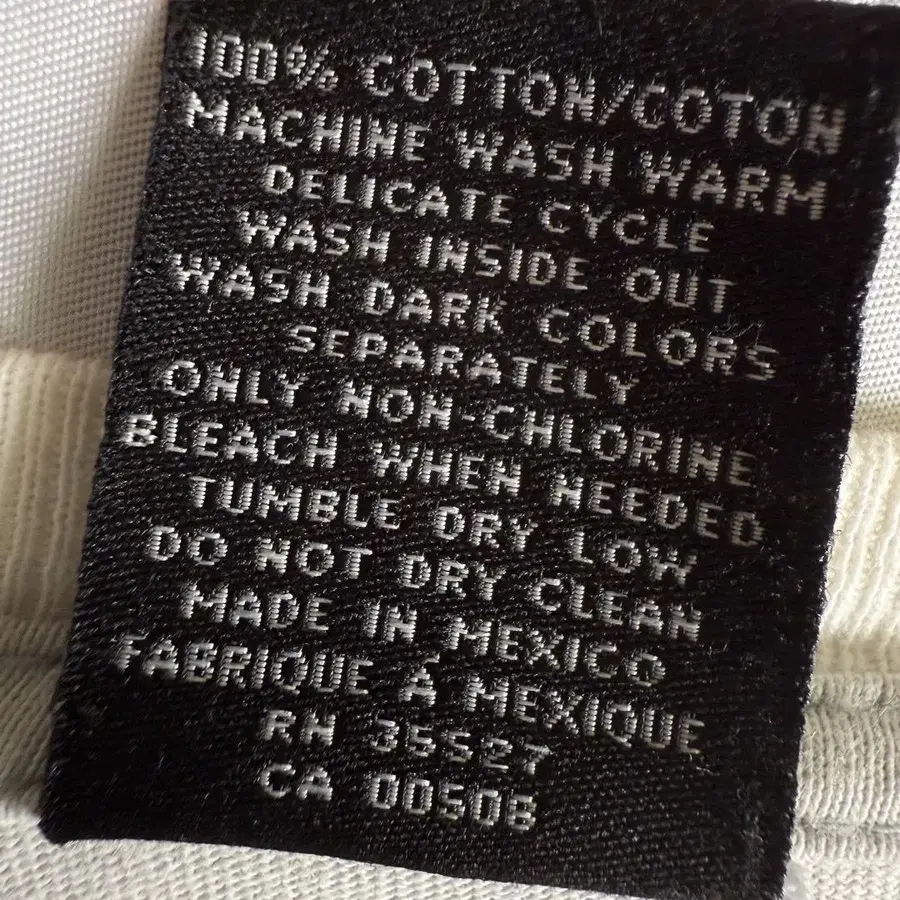 100% COTTON/COTON
MACHINE WASH WARM
DELICATE CYCLE
WASH INSIDE OUT
WASH DARK COLORS
SEPARATELY
ONLY NON-CHLORINE
BLEACH WHEN NEEDED
TUMBLE DRY LOW
DO NOT DRY CLEAN
MADE IN MEXICO
FABRIQUE A MEXIQUE
RN 35527
CA 00508